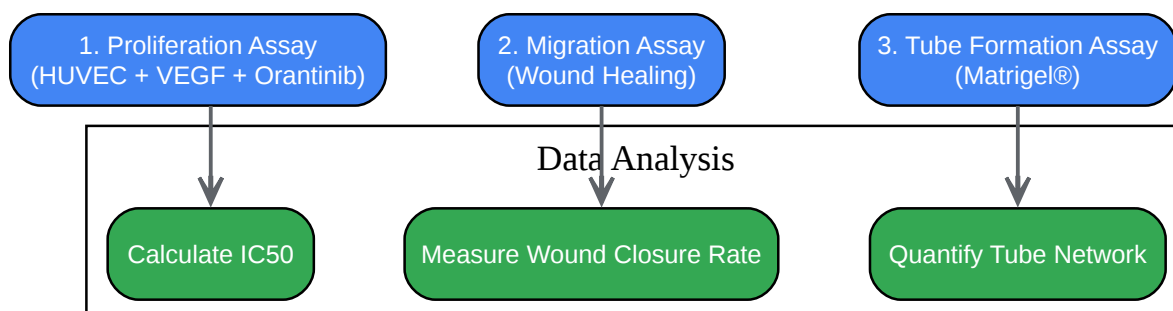 1. Proliferation Assay
(HUVEC + VEGF + Orantinib)
2. Migration Assay
(Wound Healing)
3. Tube Formation Assay
(Matrigel®)
Data Analysis
Calculate IC50
Measure Wound Closure Rate
Quantify Tube Network